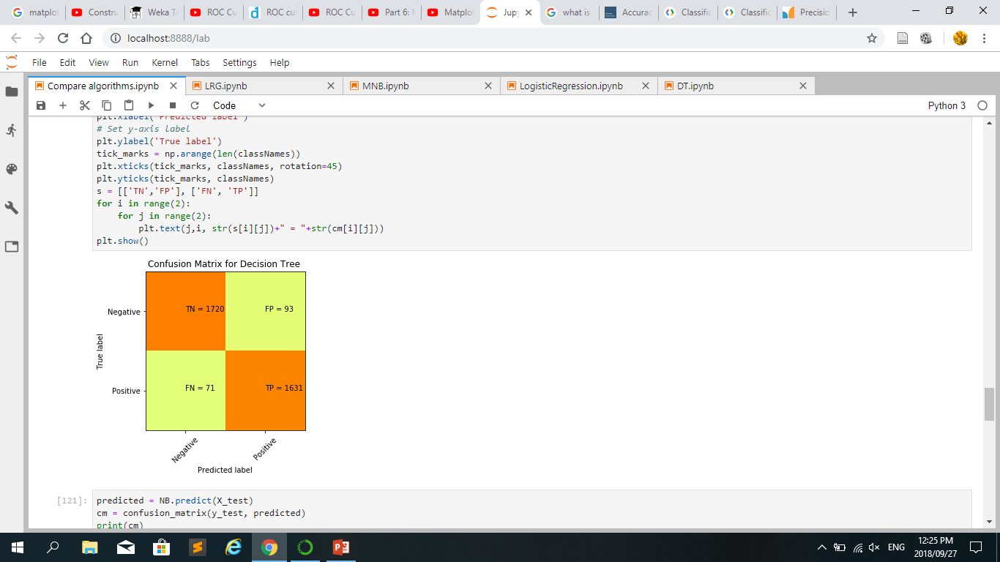 matplot
Constru
Weka T
ROC Cu
ROC cu
ROC Cu
Part 6:
Matplot
Jup
what is
Accurac
Classific
Classific
Precisio
localhost:8888/lab
File Edit View Run Kernel Tabs Settings Help
Compare algorithms.ipynb
LRG.ipynb
MNB.ipynb
LogisticRegression.ipynb
DT.ipynb
Code
Python 3
plt.xlabel('Predicted label')
# Set y-axis label
plt.ylabel('True label')
tick_marks = np.arange(len(classNames))
plt.xticks(tick_marks, classNames, rotation=45)
plt.yticks(tick_marks, classNames)
s = [['TN','FP'], ['FN', 'TP']]
for i in range(2):
    for j in range(2):
        plt.text(j,i, str(s[i][j])+" = "+str(cm[i][j]))
plt.show()
Confusion Matrix for Decision Tree
TN = 1720
FP = 93
Negative
True label
FN = 71
TP = 1631
Positive
Negative
Positive
Predicted label
[121]:
predicted = NB.predict(X_test)
cm = confusion_matrix(y_test, predicted)
print(cm)
ENG
12:25 PM
2018/09/27